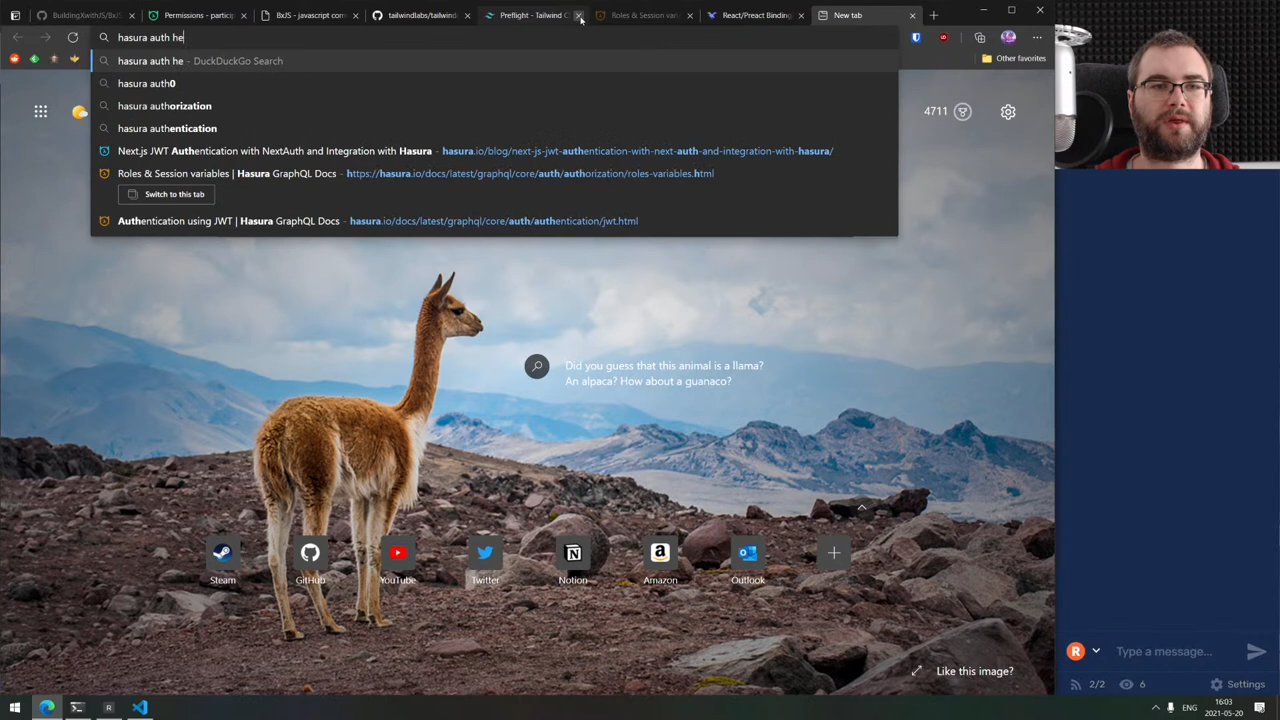 BuildingXwithJS/BxJS
Permissions - particip
BxJS - javascript com
tailwindlabs/tailwind
Preflight - Tailwind C
Roles & Session vari
React/Preact Binding
New tab
hasura auth he
Other favorites
hasura auth he - DuckDuckGo Search
hasura auth0
hasura authorization
hasura authentication
Next.js JWT Authentication with NextAuth and Integration with Hasura - hasura.io/blog/next-js-jwt-authentication-with-next-auth-and-integration-with-hasura/
Roles & Session variables | Hasura GraphQL Docs - https://hasura.io/docs/latest/graphql/core/auth/authorization/roles-variables.html
Switch to this tab
Authentication using JWT | Hasura GraphQL Docs - hasura.io/docs/latest/graphql/core/auth/authentication/jwt.html
4711
Did you guess that this animal is a llama?
An alpaca? How about a guanaco?
Steam
GitHub
YouTube
Twitter
Notion
Amazon
Outlook
Like this image?
R
Type a message...
2/2
6
Settings
ENG
16:03
2021-05-20